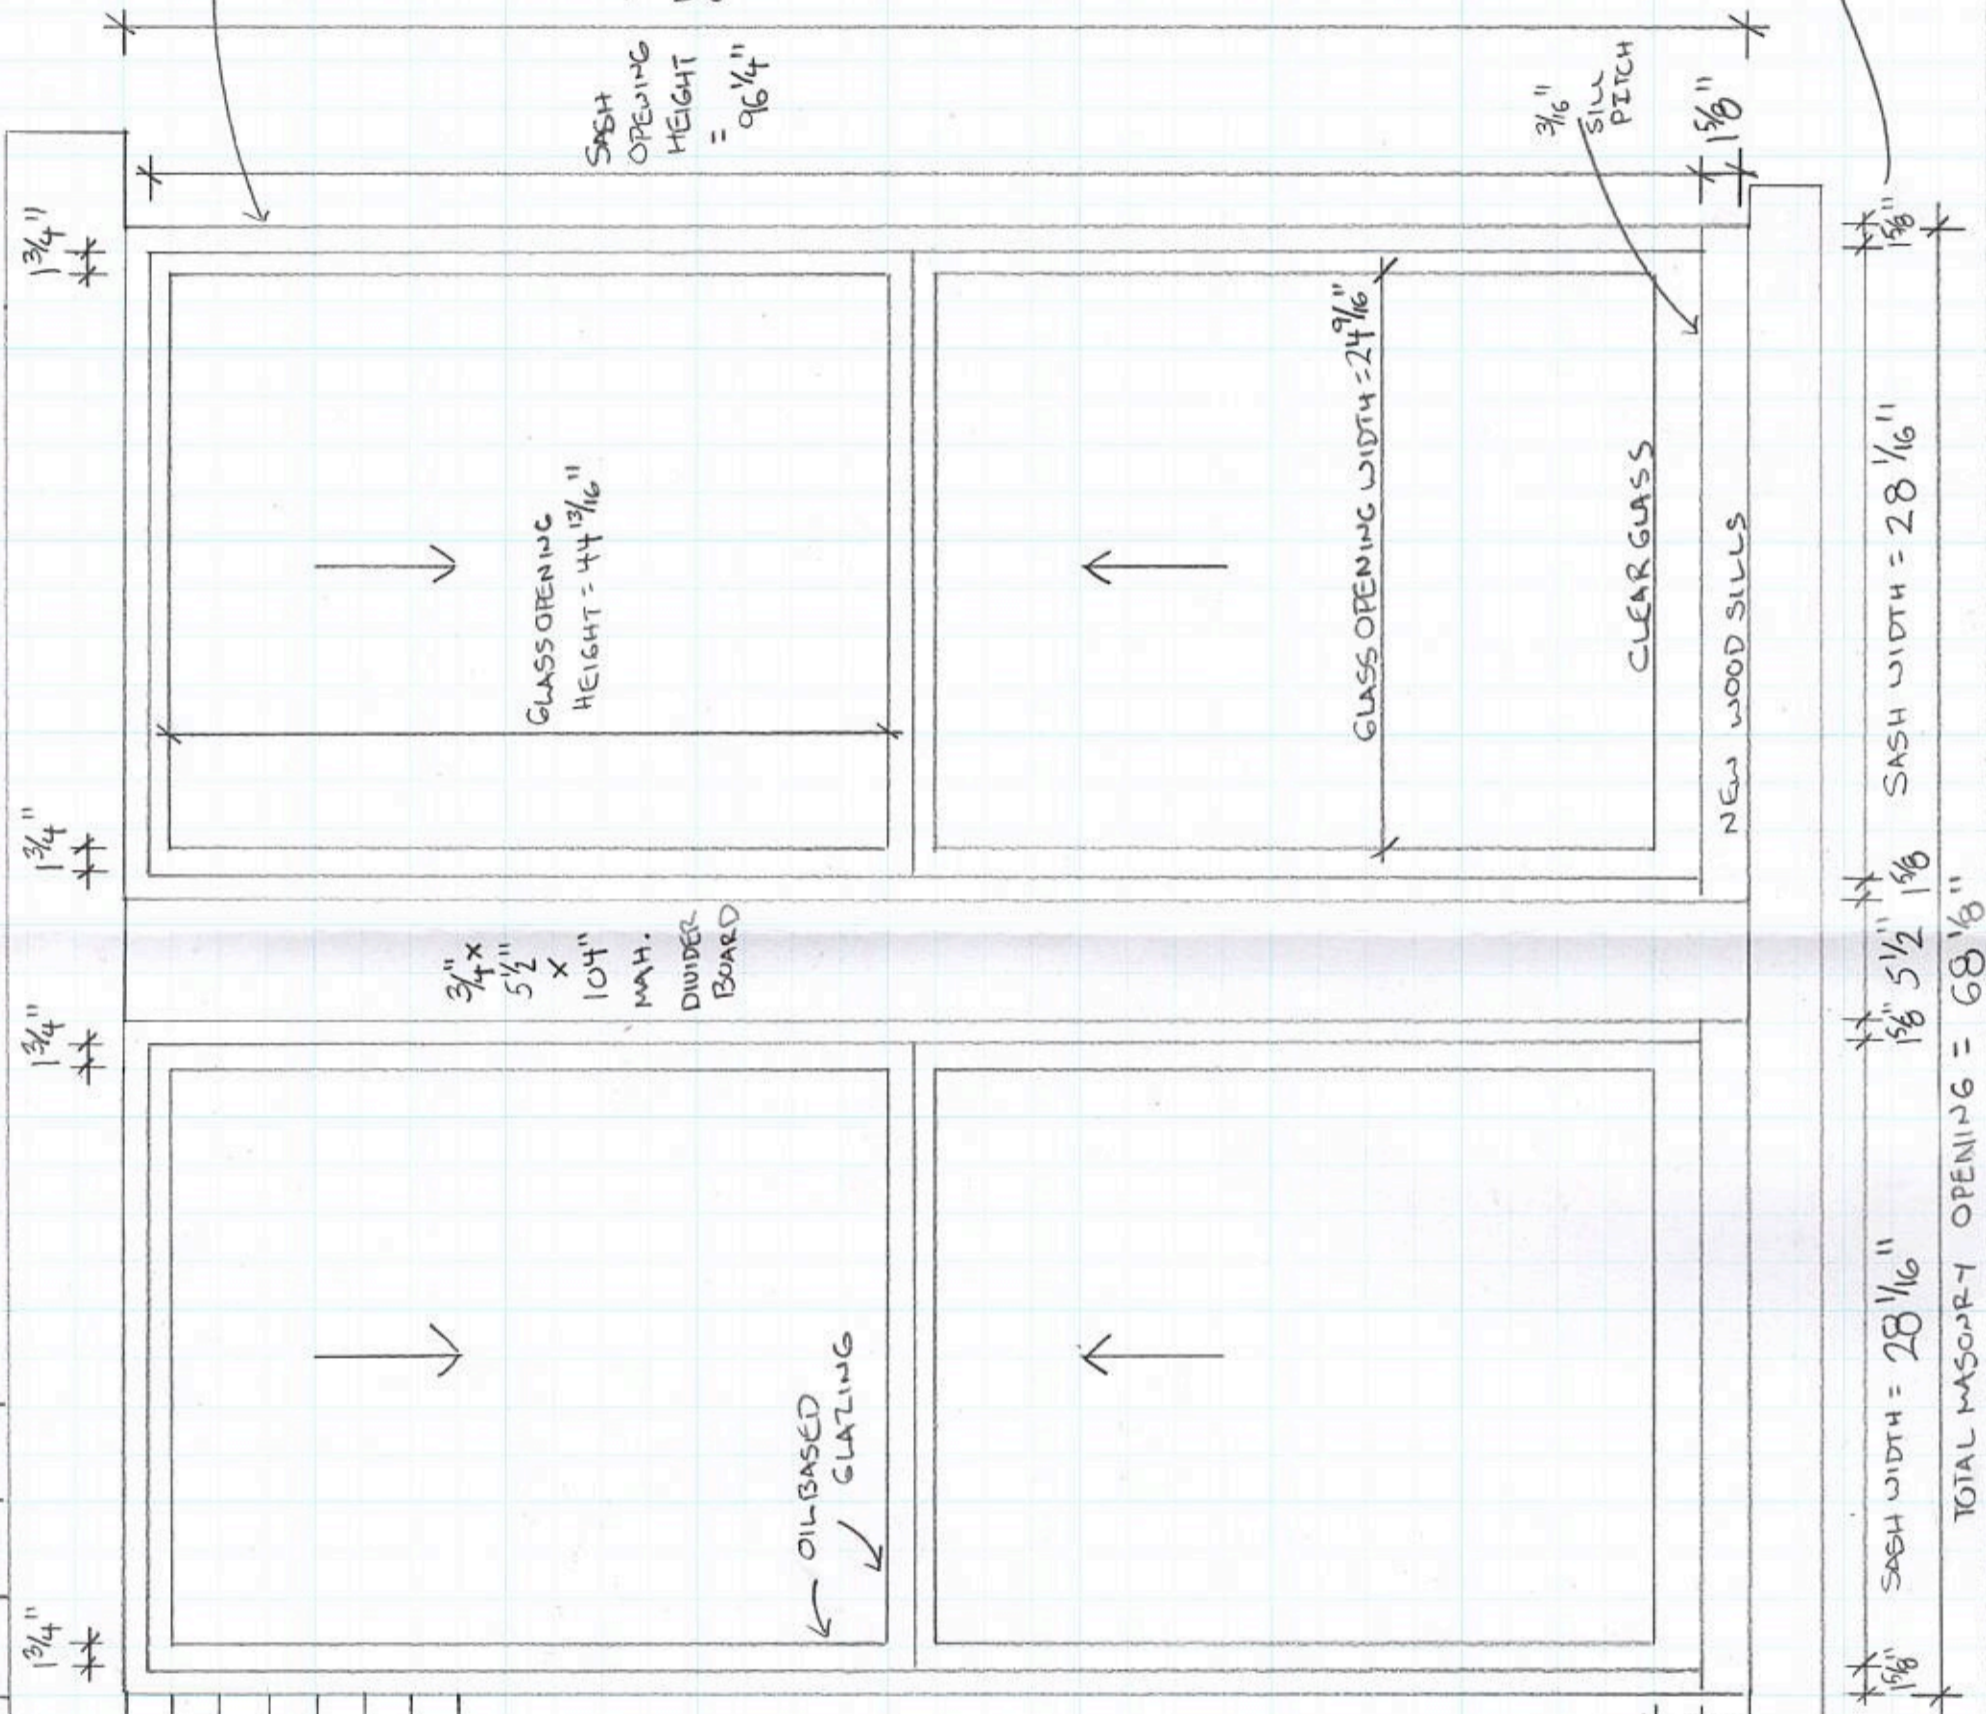 1 3/4"
1 3/4"
1 3/4"
1 3/4"
SASH
OPENING
HEIGHT
=
96 1/4"
3/16"
SILL
PITCH
1 5/8"
GLASS OPENING
HEIGHT = 44 13/16"
GLASS OPENING WIDTH = 24 9/16"
CLEAR GLASS
NEW WOOD SILLS
3/4" x
5 1/2"
x
104"
MAH.
DIVIDER
BOARD
OIL BASED
GLAZING
1 5/8"
SASH WIDTH = 28 1/16"
1 5/8"
5 1/2"
1 5/8
SASH WIDTH = 28 1/16"
1 5/8"
TOTAL MASONRY OPENING = 68 1/8"